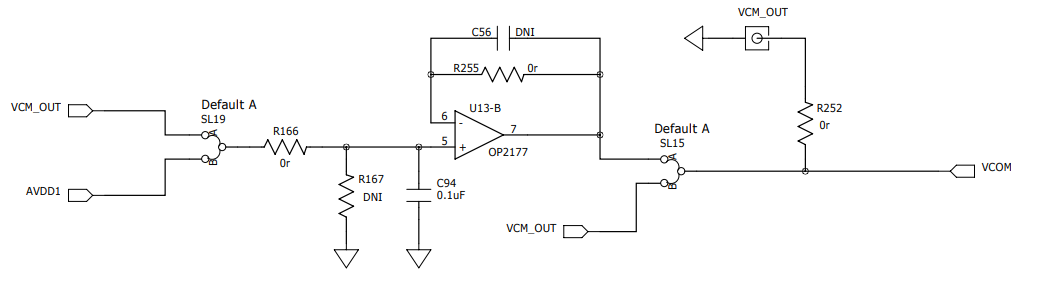 VCM_OUT
C56
DNI
R255
0r
VCM_OUT
Default A
SL19
A
B
U13-B
6
-
5
+
7
OP2177
R252
0r
R166
0r
Default A
SL15
A
B
AVDD1
R167
DNI
C94
0.1uF
VCOM
VCM_OUT